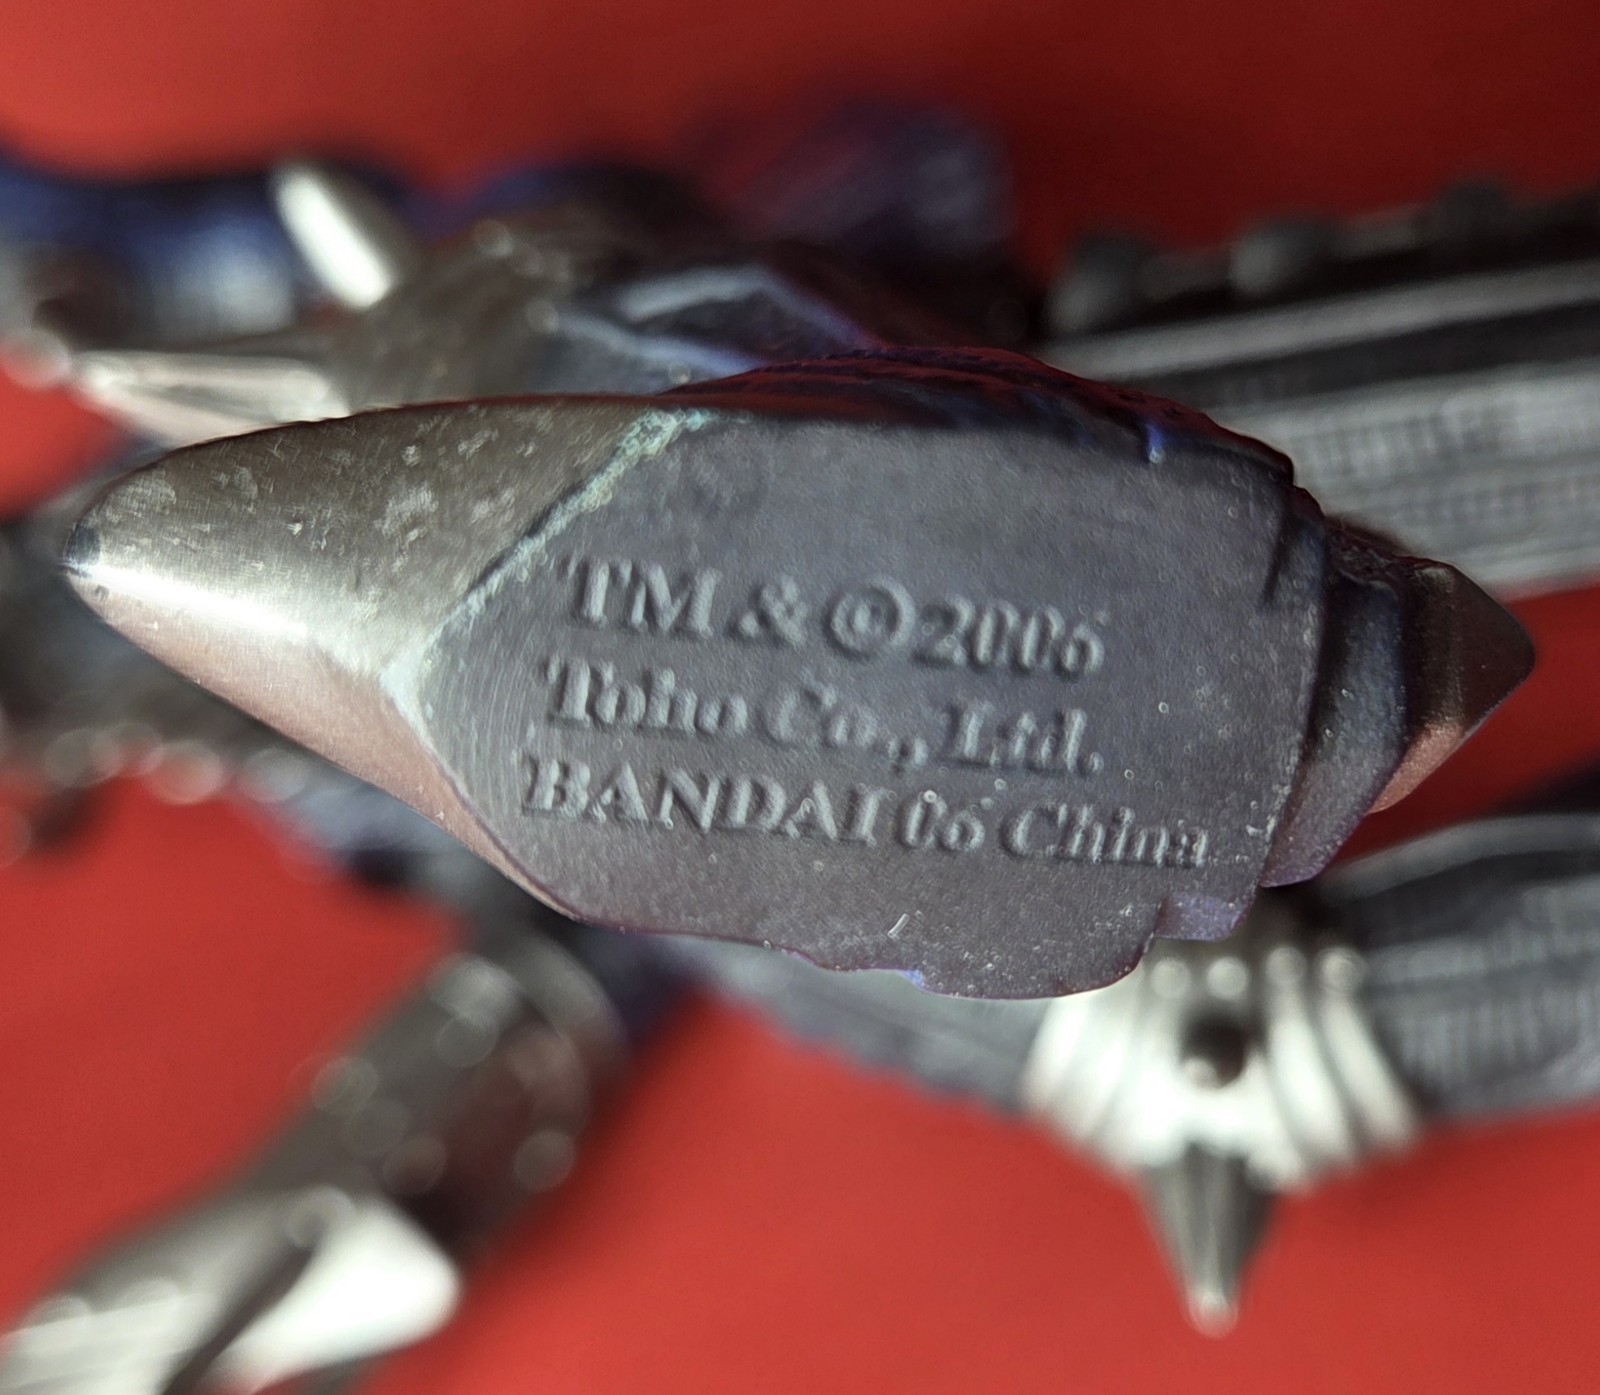 TM & © 2006
Toho Co., Ltd.
BANDAI 06 China